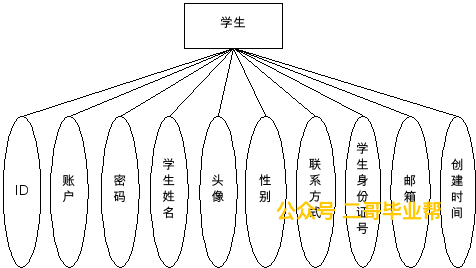 学生
ID
账户
密码
学生姓名
头像
性别
联系方式
学生身份证号
邮箱
创建时间
公众号 二哥毕业帮